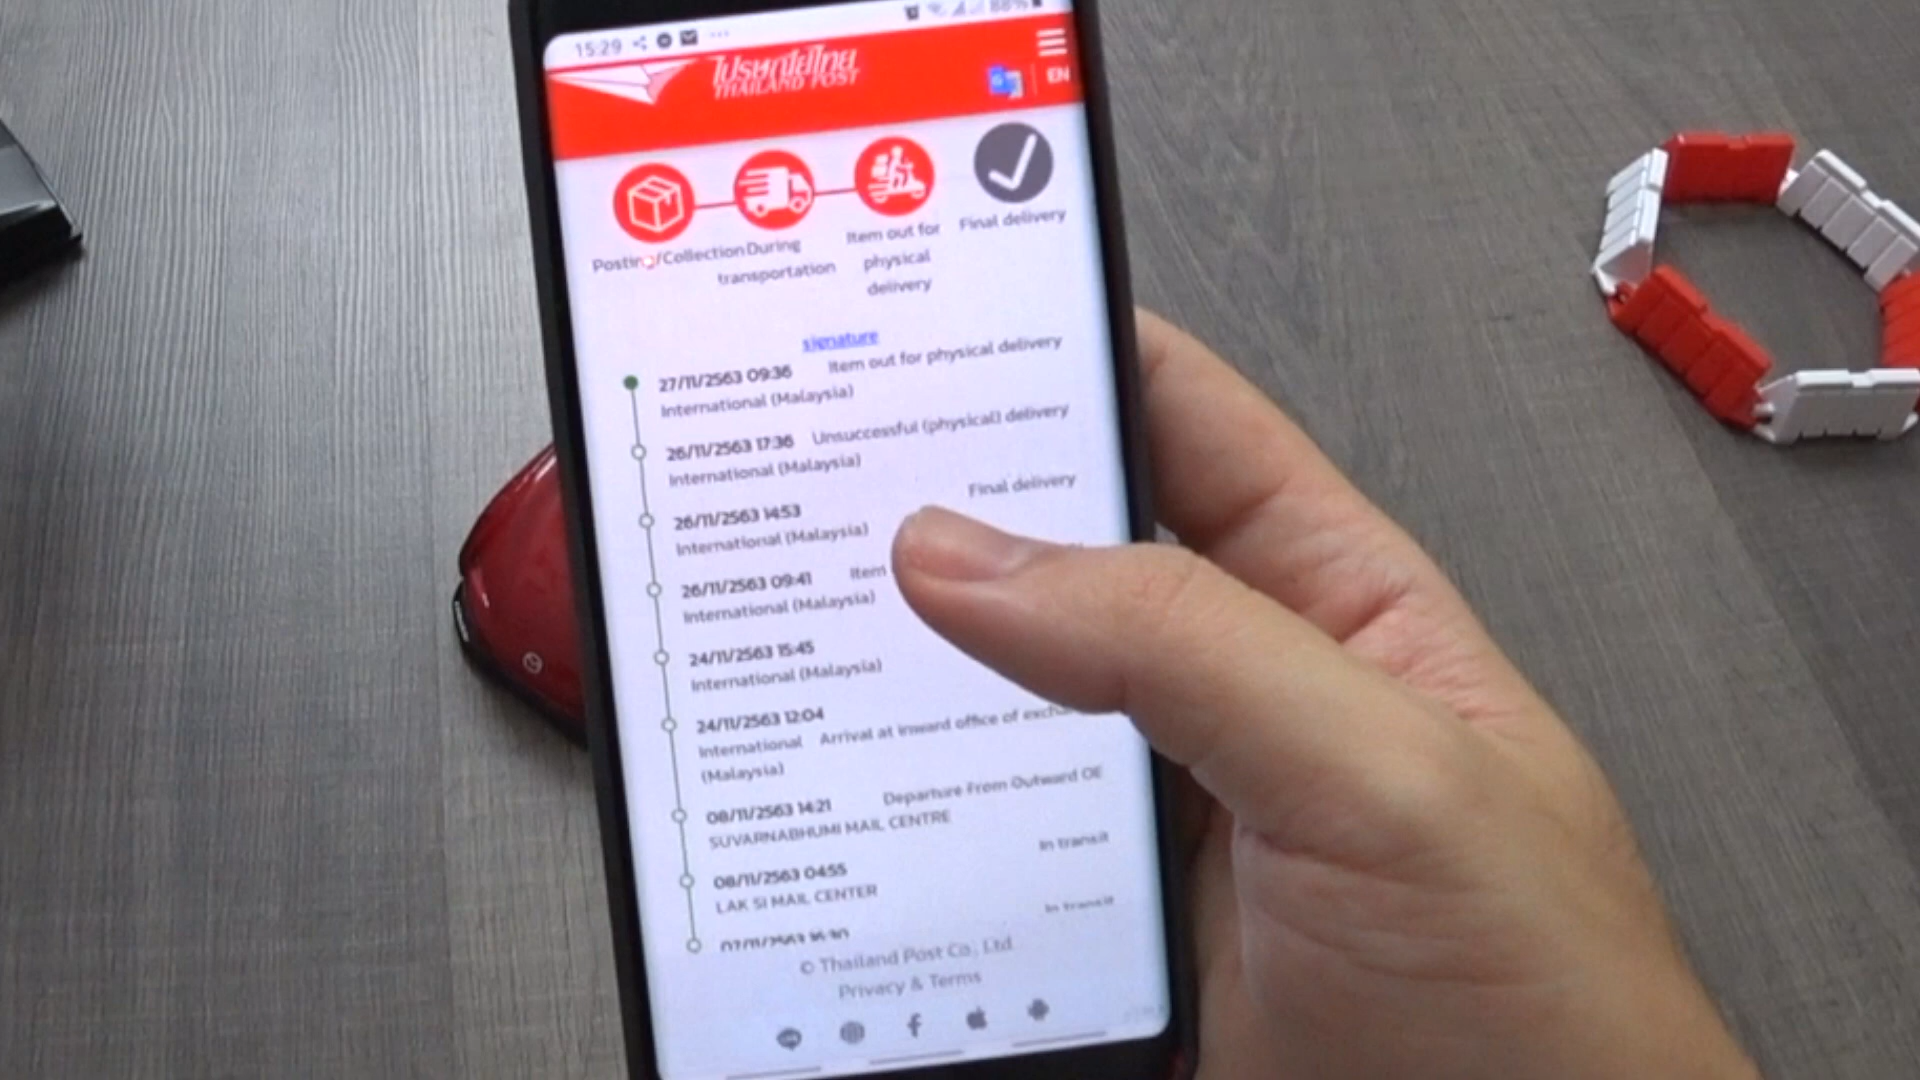 15:29
88%
ไปรษณีย์ไทย
THAILAND POST
EN
Posting/Collection
During
transportation
Item out for
physical
delivery
Final delivery
signature
27/11/2563 09:36 Item out for physical delivery
International (Malaysia)
26/11/2563 17:36 Unsuccessful (physical) delivery
International (Malaysia)
26/11/2563 14:53 Final delivery
International (Malaysia)
26/11/2563 09:41 Item
International (Malaysia)
24/11/2563 15:45
International (Malaysia)
24/11/2563 12:04
International Arrival at inward office of
(Malaysia)
08/11/2563 14:21 Departure From Outward OE
SUVARNABHUMI MAIL CENTRE
08/11/2563 04:55 In transit
LAK SI MAIL CENTER
In transit
© Thailand Post Co., Ltd.
Privacy & Terms